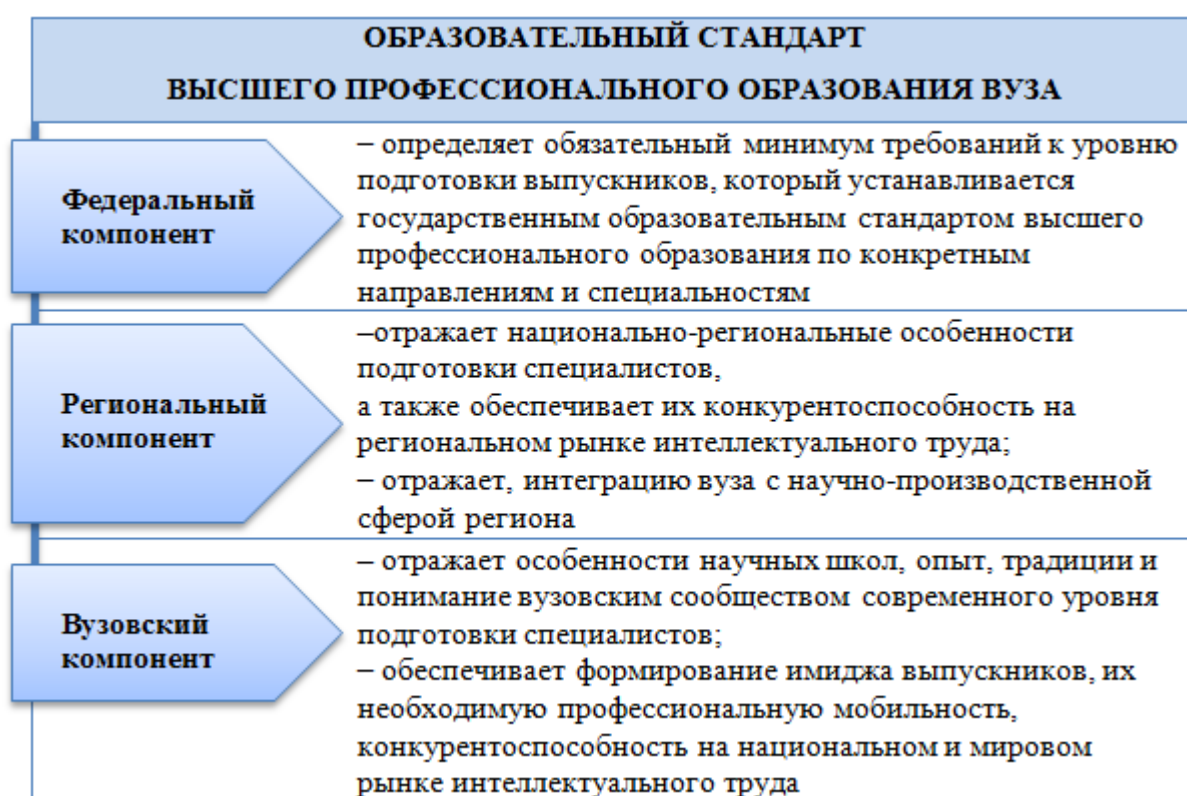 ОБРАЗОВАТЕЛЬНЫЙ СТАНДАРТ
ВЫСШЕГО ПРОФЕССИОНАЛЬНОГО ОБРАЗОВАНИЯ ВУЗА
Федеральный
компонент
– определяет обязательный минимум требований к уровню
подготовки выпускников, который устанавливается
государственным образовательным стандартом высшего
профессионального образования по конкретным
направлениям и специальностям
Региональный
компонент
–отражает национально-региональные особенности
подготовки специалистов,
а также обеспечивает их конкурентоспособность на
региональном рынке интеллектуального труда;
– отражает, интеграцию вуза с научно-производственной
сферой региона
Вузовский
компонент
– отражает особенности научных школ, опыт, традиции и
понимание вузовским сообществом современного уровня
подготовки специалистов;
– обеспечивает формирование имиджа выпускников, их
необходимую профессиональную мобильность,
конкурентоспособность на национальном и мировом
рынке интеллектуального труда